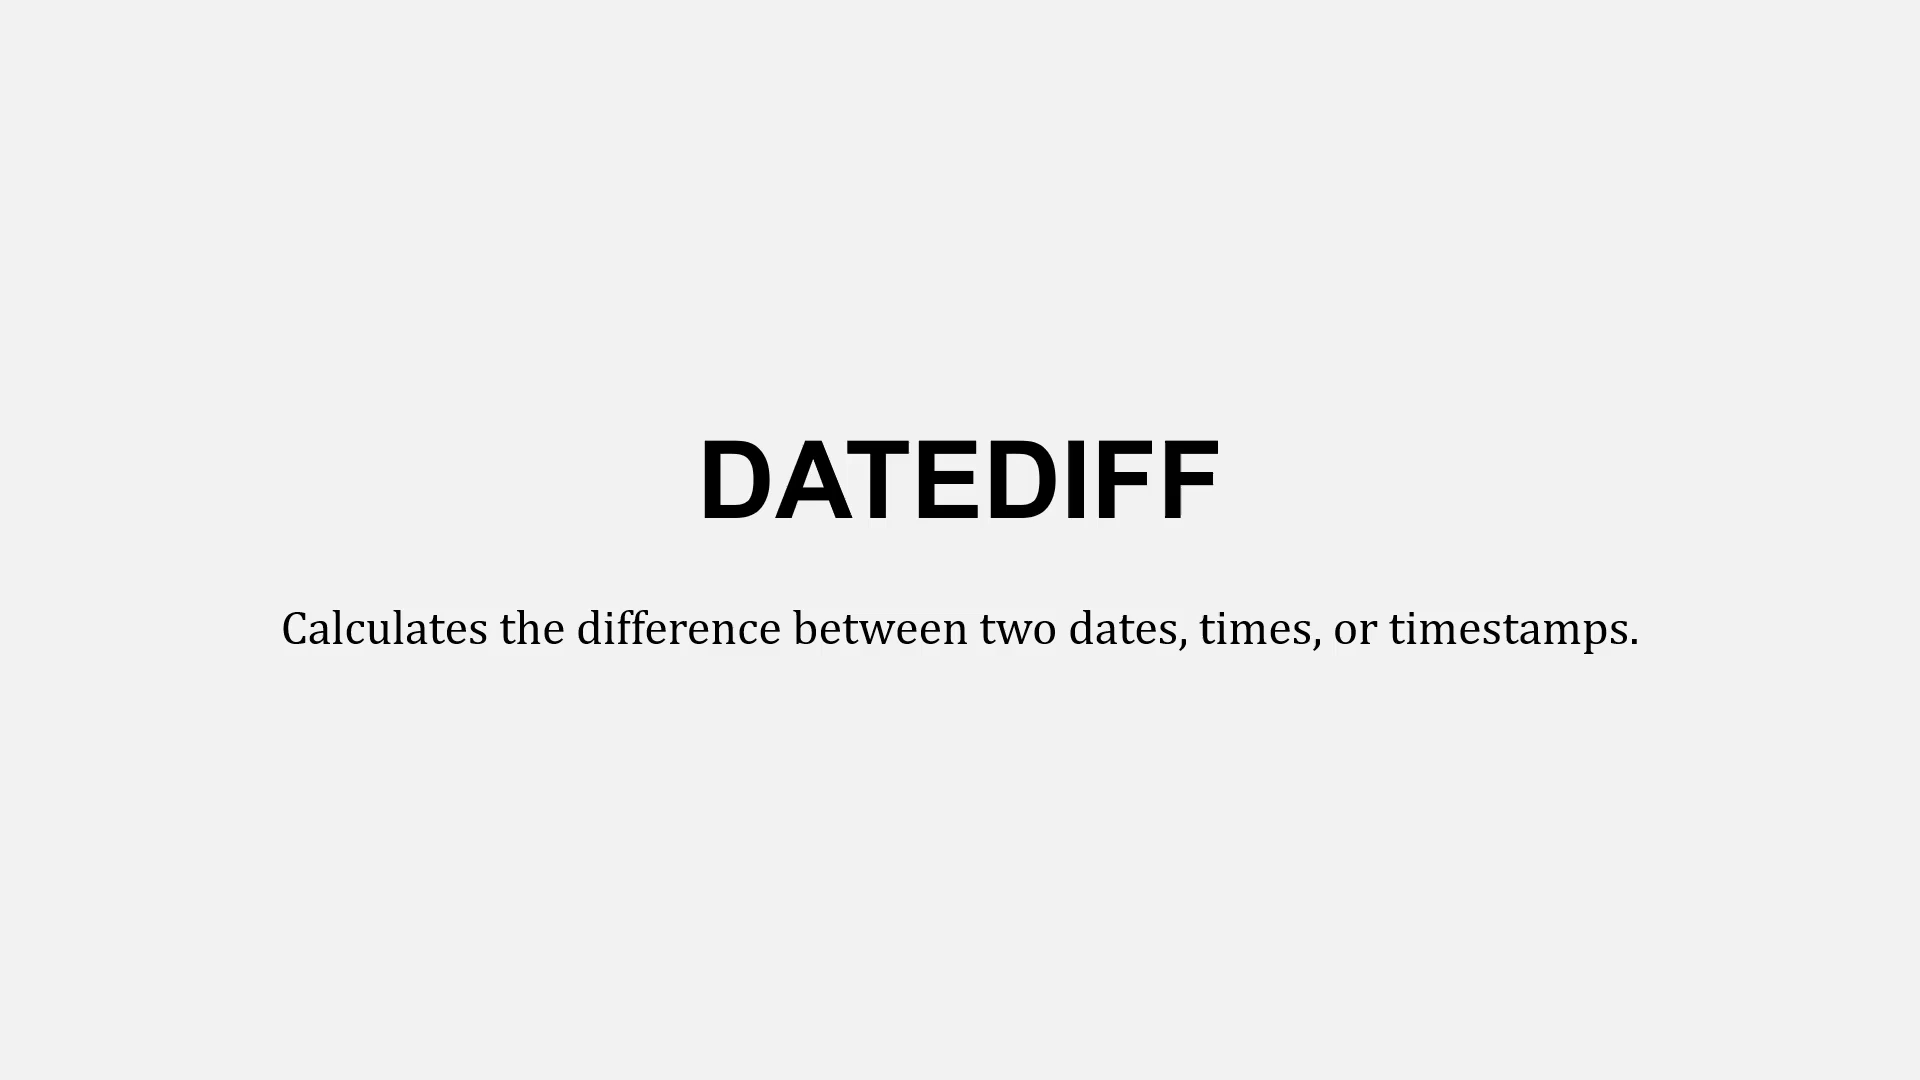 DATEDIFF
Calculates the difference between two dates, times, or timestamps.